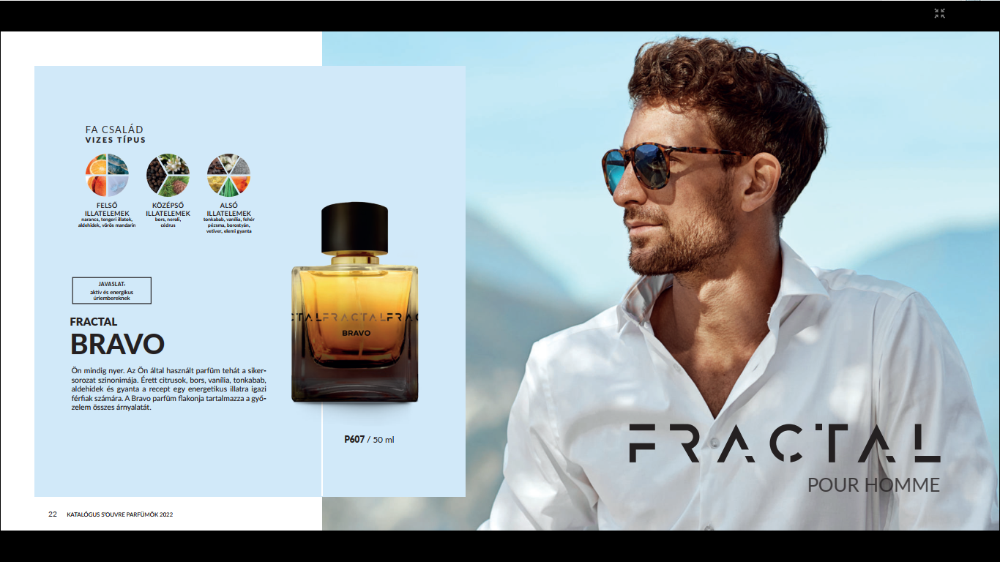 FA CSALÁD
VIZES TÍPUS
FELSŐ
ILLATELEMEK
narancs, tengeri illatok,
aldehidek, vörös mandarin
KÖZÉPSŐ
ILLATELEMEK
bors, neroli,
cédrus
ALSÓ
ILLATELEMEK
tonkabab, vanília, fehér
pézsma, borostyán,
vetiver, elemi gyanta
JAVASLAT:
aktív és energikus
úriembereknek
FRACTAL
BRAVO
Ön mindig nyer. Az Ön által használt parfüm tehát a siker-
sorozat szinonimája. Érett citrusok, bors, vanília, tonkabab,
aldehidek és gyanta a recept egy energetikus illatra igazi
férfiak számára. A Bravo parfüm flakonja tartalmazza a győ-
zelem összes árnyalatát.
CTALFRACTALFRAC
BRAVO
P607 / 50 ml
22 KATALÓGUS S'OUVRE PARFÜMÖK 2022
FRACTAL
POUR HOMME